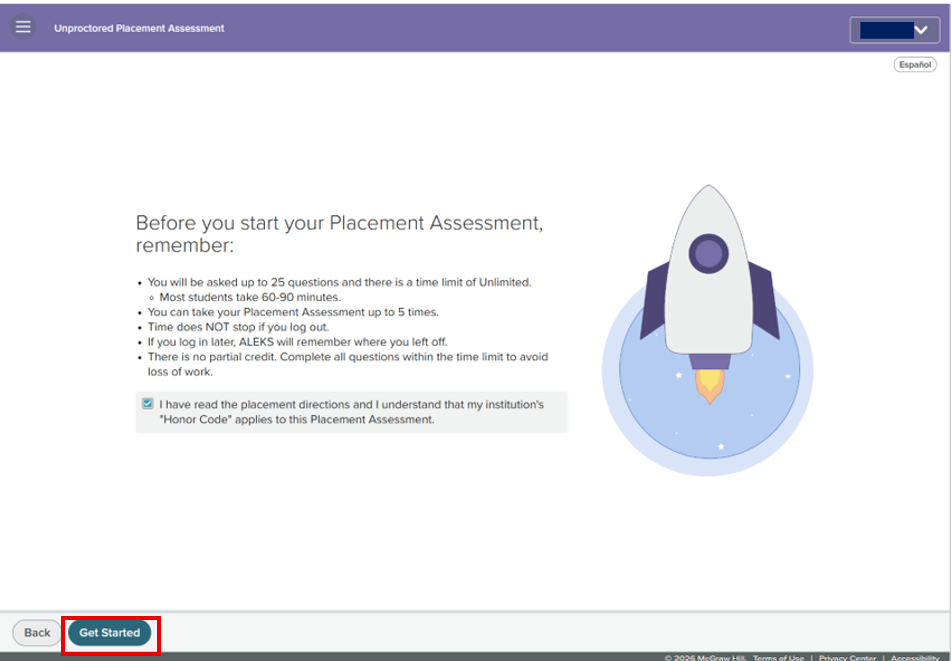 Unproctored Placement Assessment
Español
Before you start your Placement Assessment,
remember:
• You will be asked up to 25 questions and there is a time limit of Unlimited.
◦ Most students take 60-90 minutes.
• You can take your Placement Assessment up to 5 times.
• Time does NOT stop if you log out.
• If you log in later, ALEKS will remember where you left off.
• There is no partial credit. Complete all questions within the time limit to avoid
loss of work.
I have read the placement directions and I understand that my institution's
"Honor Code" applies to this Placement Assessment.
Back Get Started
© 2026 McGraw Hill. Terms of Use | Privacy Center | Accessibility